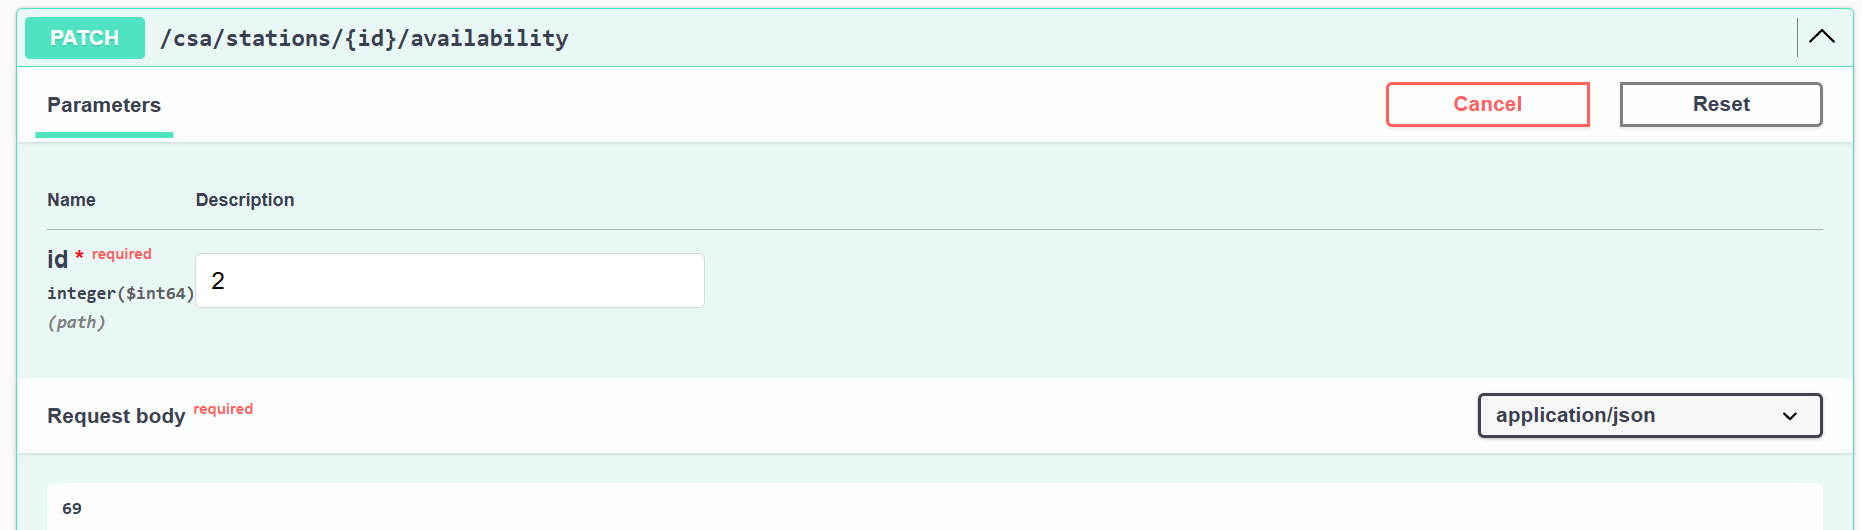 PATCH /csa/stations/{id}/availability
Parameters
Cancel
Reset
Name Description
id * required
integer($int64)
(path)
2
Request body required
application/json
69